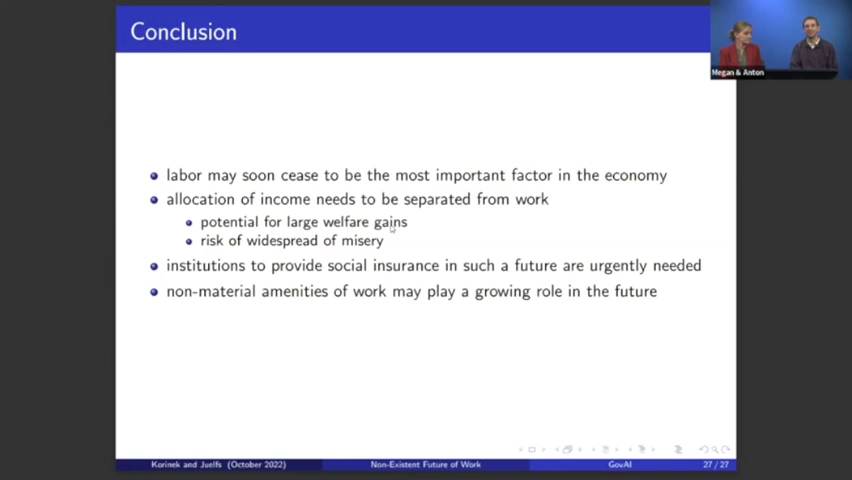 Conclusion
Megan & Anton
labor may soon cease to be the most important factor in the economy
allocation of income needs to be separated from work
potential for large welfare gains
risk of widespread of misery
institutions to provide social insurance in such a future are urgently needed
non-material amenities of work may play a growing role in the future
Korinek and Juelfs (October 2022) Non-Existent Future of Work GovAI 27 / 27